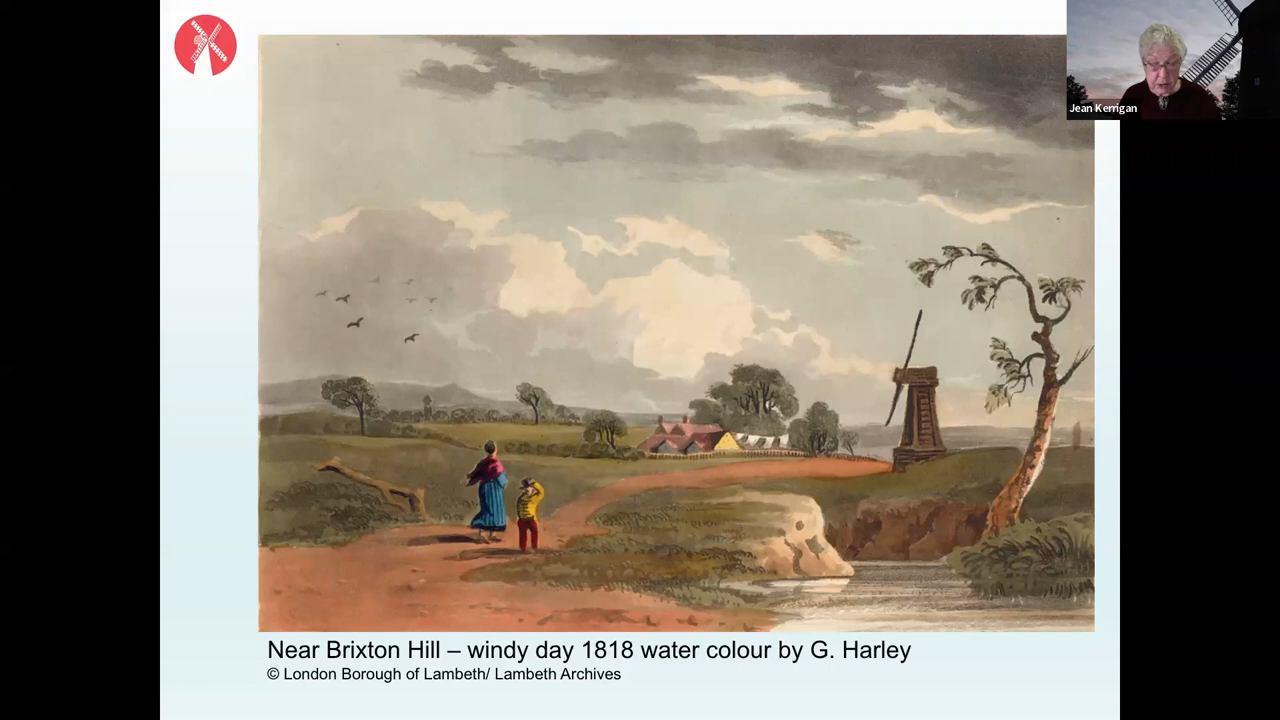 Jean Kerrigan
Near Brixton Hill – windy day 1818 water colour by G. Harley
© London Borough of Lambeth/ Lambeth Archives